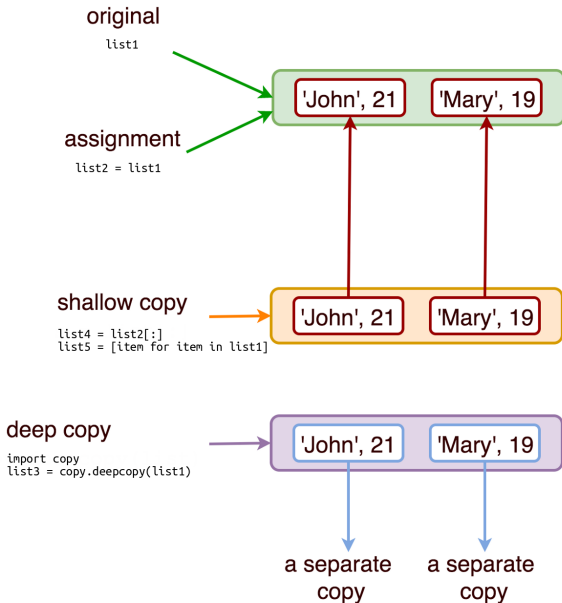 original
list1
'John', 21
'Mary', 19
assignment
list2 = list1
shallow copy
list4 = list2[:]
list5 = [item for item in list1]
'John', 21
'Mary', 19
deep copy
import copy
list3 = copy.deepcopy(list1)
'John', 21
'Mary', 19
a separate
copy
a separate
copy